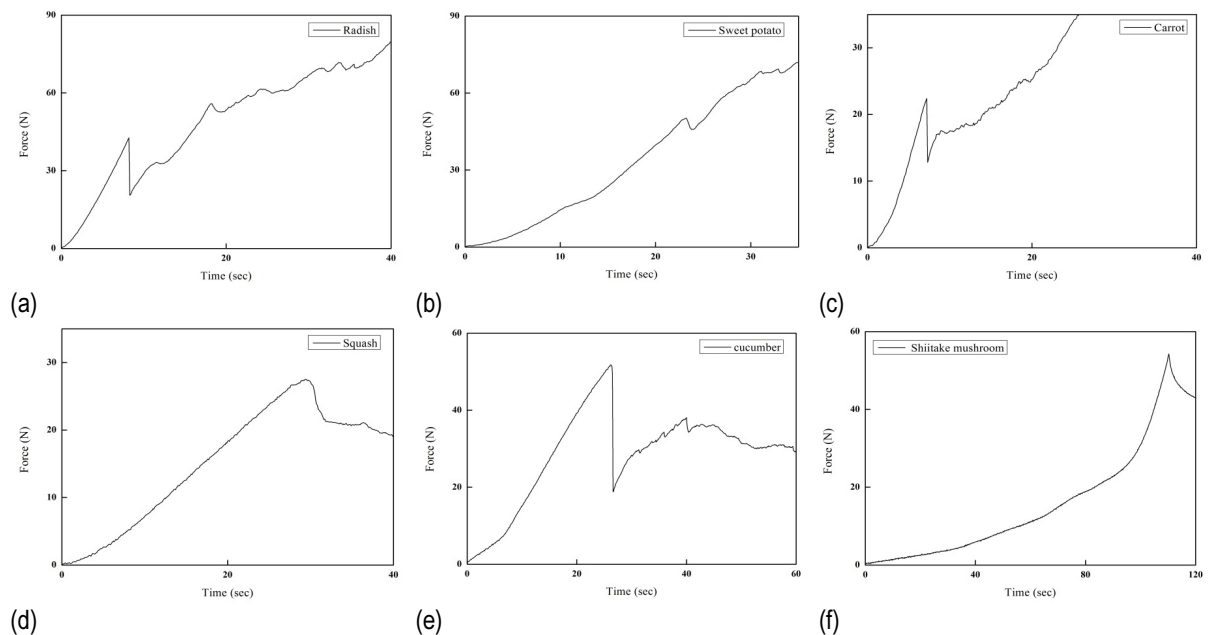 90
60
30
0
Force (N)
Radish
0
20
40
Time (sec)
(a)
90
60
30
0
Force (N)
Sweet potato
0
10
20
30
Time (sec)
(b)
30
20
10
0
Force (N)
Carrot
0
20
40
Time (sec)
(c)
30
20
10
0
Force (N)
Squash
0
20
40
Time (sec)
(d)
60
40
20
0
Force (N)
cucumber
0
20
40
60
Time (sec)
(e)
60
40
20
0
Force (N)
Shiitake mushroom
0
40
80
120
Time (sec)
(f)